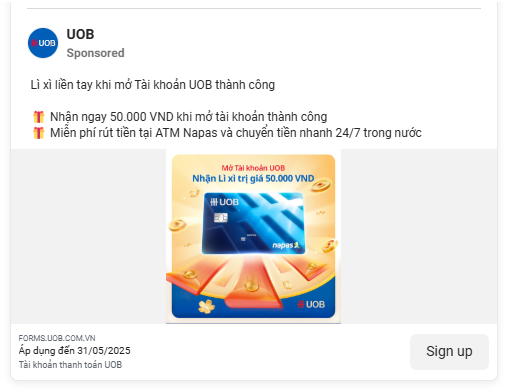 UOB
UOB
Sponsored
Lì xì liền tay khi mở Tài khoản UOB thành công
🎁 Nhận ngay 50.000 VND khi mở tài khoản thành công
🎁 Miễn phí rút tiền tại ATM Napas và chuyển tiền nhanh 24/7 trong nước
Mở Tài khoản UOB
Nhận Lì xì trị giá 50.000 VND
UOB
napas
UOB
FORMS.UOB.COM.VN
Áp dụng đến 31/05/2025
Tài khoản thanh toán UOB
Sign up